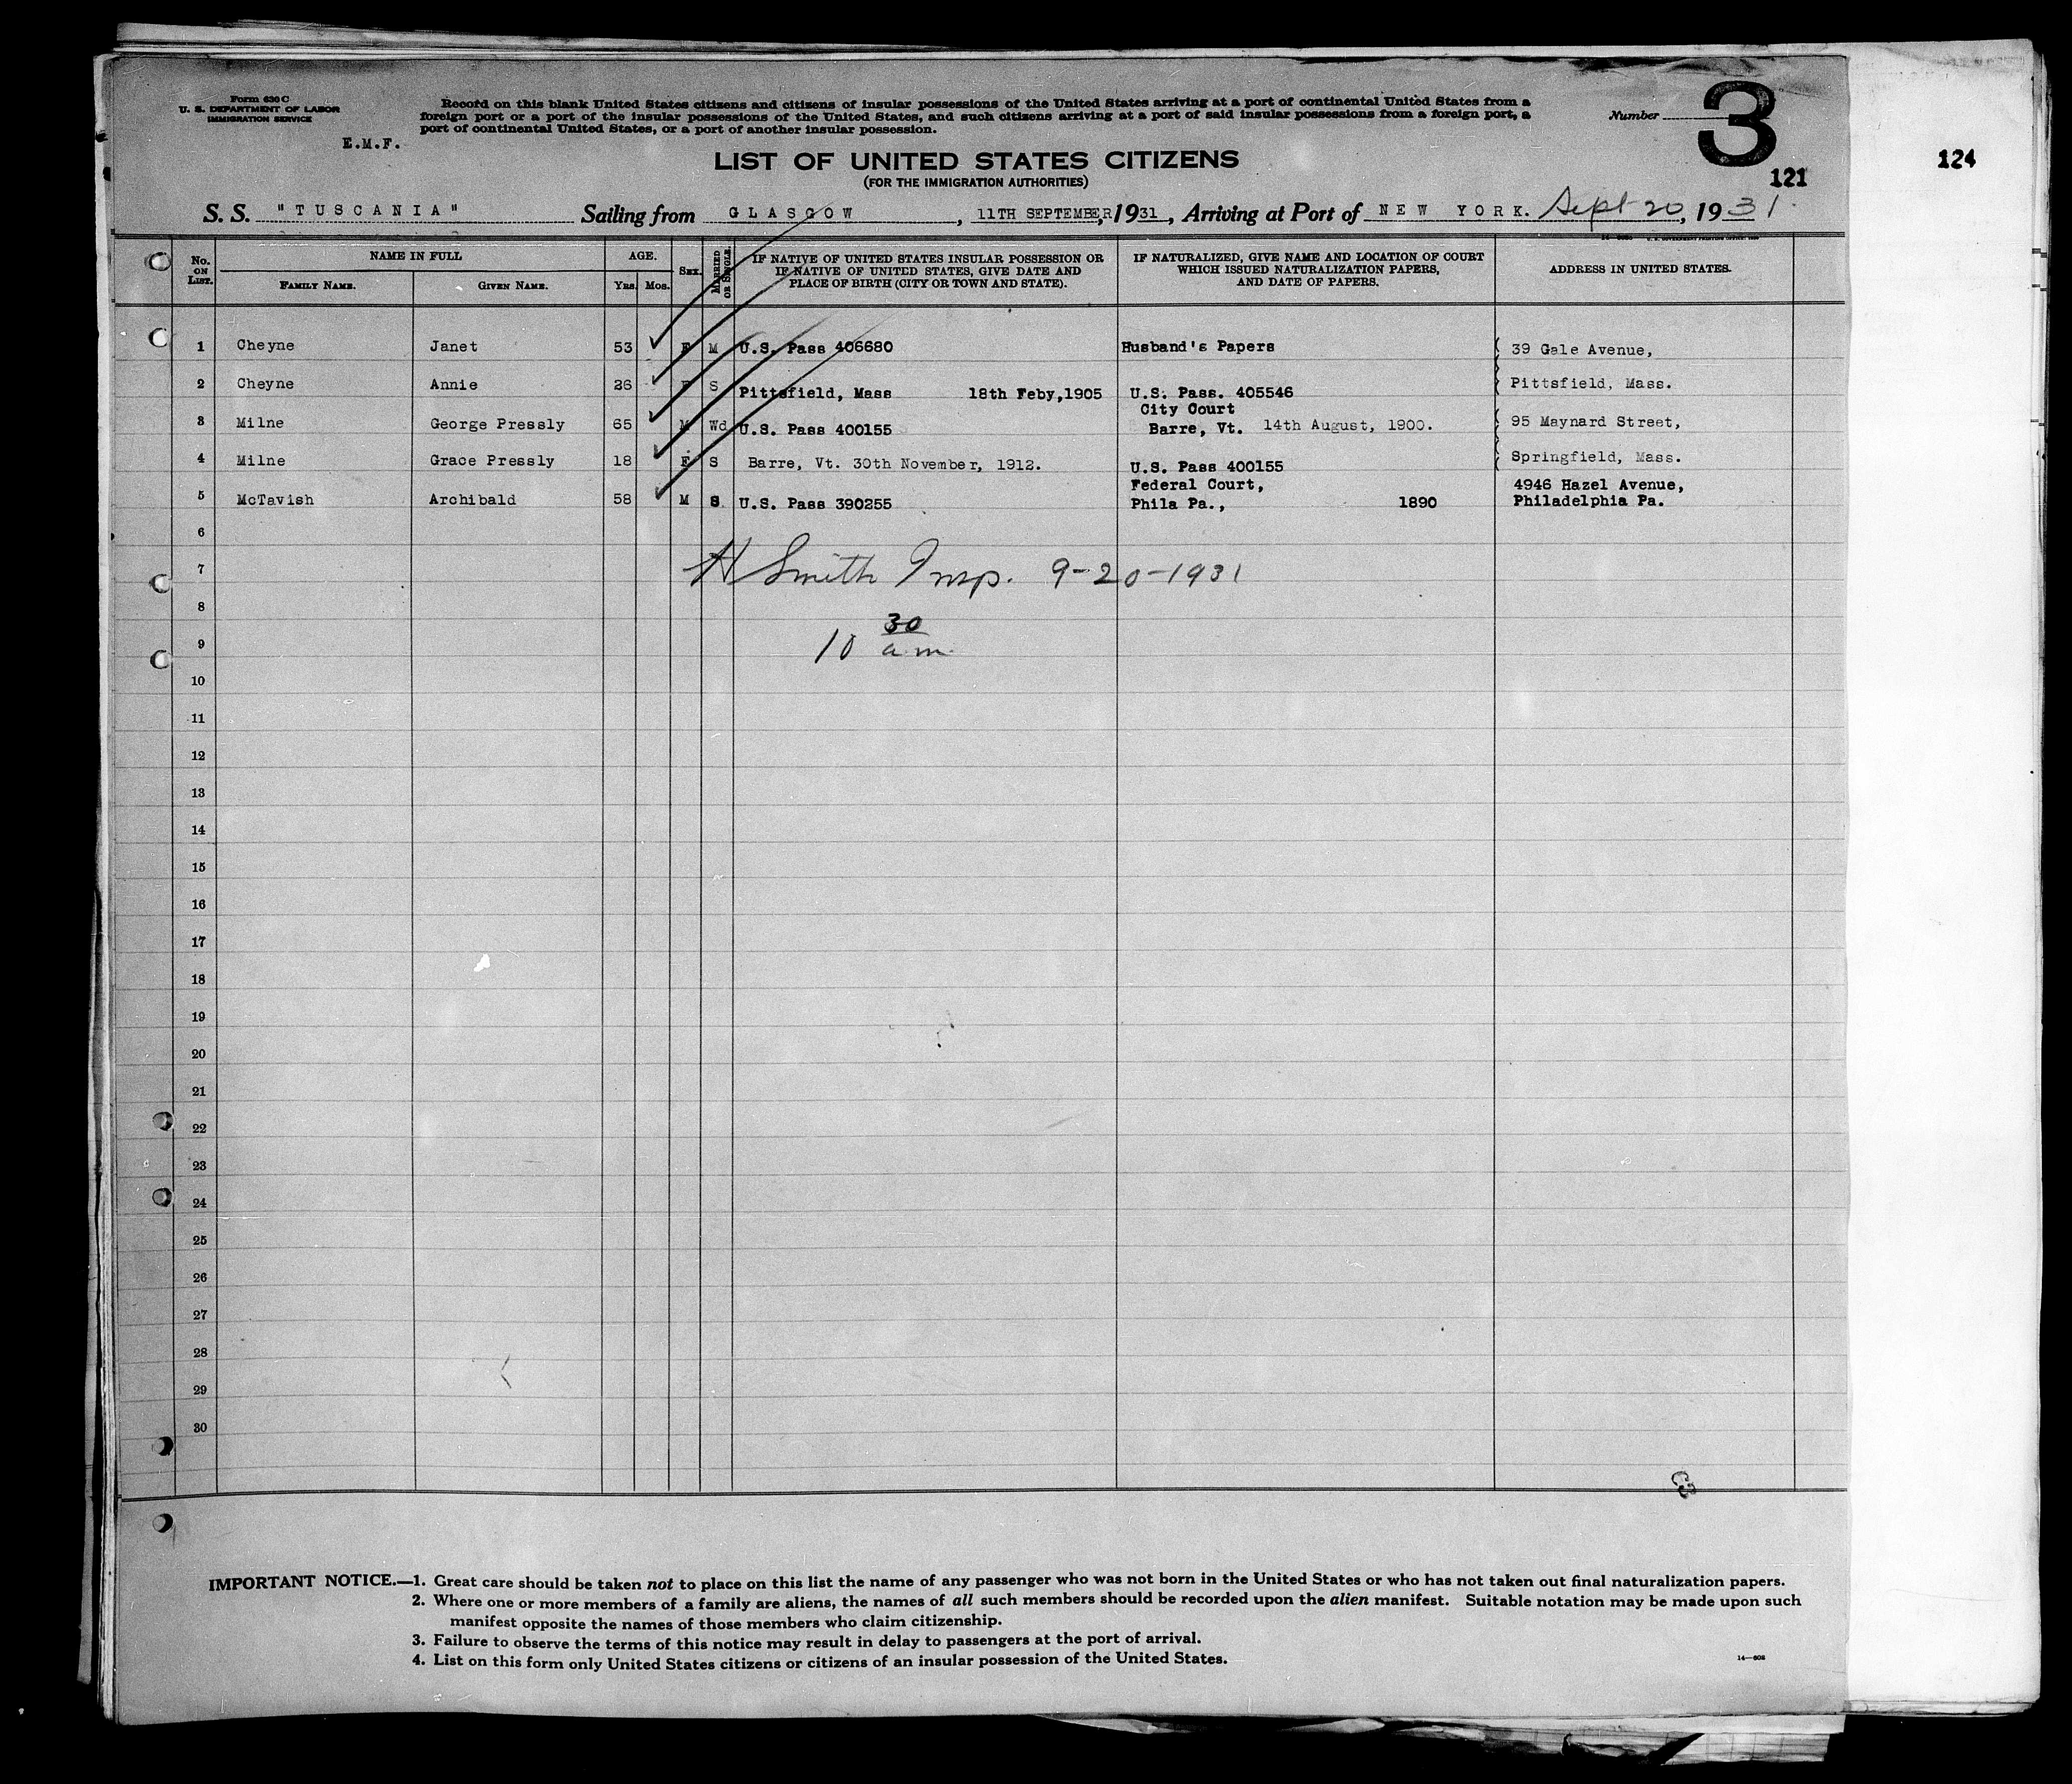 Form 630 C
U. S. DEPARTMENT OF LABOR
IMMIGRATION SERVICE
E.M.F.
Record on this blank United States citizens and citizens of insular possessions of the United States arriving at a port of continental United States from a
foreign port or a port of the insular possessions of the United States, and such citizens arriving at a port of said insular possessions from a foreign port, a
port of continental United States, or a port of another insular possession.
Number 3
121
124
LIST OF UNITED STATES CITIZENS
(FOR THE IMMIGRATION AUTHORITIES)
S. S. "TUSCANIA" Sailing from GLASGOW, 11TH SEPTEMBER, 1931, Arriving at Port of NEW YORK. Sept 20, 1931.
No. ON LIST. NAME IN FULL AGE. SEX. MARRIED OR SINGLE. IF NATIVE OF UNITED STATES INSULAR POSSESSION OR IF NATIVE OF UNITED STATES, GIVE DATE AND PLACE OF BIRTH (CITY OR TOWN AND STATE). IF NATURALIZED, GIVE NAME AND LOCATION OF COURT WHICH ISSUED NATURALIZATION PAPERS, AND DATE OF PAPERS. ADDRESS IN UNITED STATES.
FAMILY NAME. GIVEN NAME. Yrs. Mos.
1 Cheyne Janet 53 F M U.S. Pass 406680 Husband's Papers 39 Gale Avenue,
2 Cheyne Annie 26 F S Pittsfield, Mass 18th Feby,1905 U.S. Pass. 405546 Pittsfield, Mass.
City Court
3 Milne George Pressly 65 M Wd U.S. Pass 400155 Barre, Vt. 14th August, 1900. 95 Maynard Street,
4 Milne Grace Pressly 18 F S Barre, Vt. 30th November, 1912. U.S. Pass 400155 Springfield, Mass.
Federal Court, 4946 Hazel Avenue,
5 McTavish Archibald 58 M S U.S. Pass 390255 Phila Pa., 1890 Philadelphia Pa.
6
7 H Smith Insp. 9-20-1931
8
9 10 30 a.m.
10
11
12
13
14
15
16
17
18
19
20
21
22
23
24
25
26
27
28
29
30
IMPORTANT NOTICE.—1. Great care should be taken not to place on this list the name of any passenger who was not born in the United States or who has not taken out final naturalization papers.
2. Where one or more members of a family are aliens, the names of all such members should be recorded upon the alien manifest. Suitable notation may be made upon such
manifest opposite the names of those members who claim citizenship.
3. Failure to observe the terms of this notice may result in delay to passengers at the port of arrival.
4. List on this form only United States citizens or citizens of an insular possession of the United States.
14—608